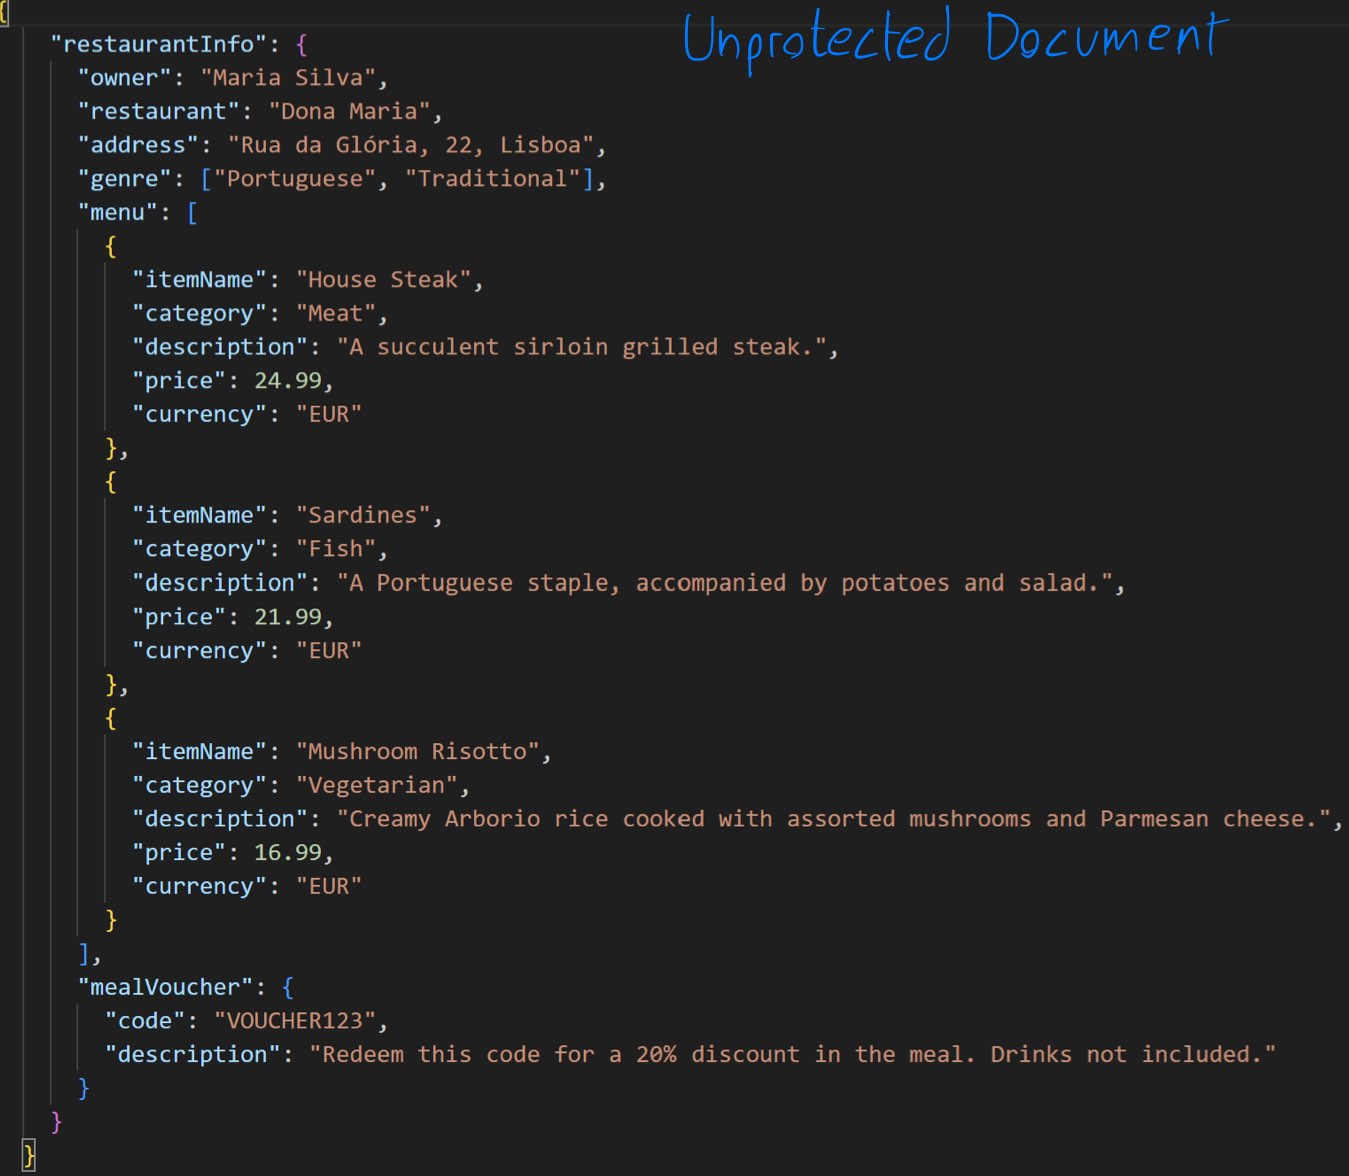 {
Unprotected Document
"restaurantInfo": {
"owner": "Maria Silva",
"restaurant": "Dona Maria",
"address": "Rua da Glória, 22, Lisboa",
"genre": ["Portuguese", "Traditional"],
"menu": [
{
"itemName": "House Steak",
"category": "Meat",
"description": "A succulent sirloin grilled steak.",
"price": 24.99,
"currency": "EUR"
},
{
"itemName": "Sardines",
"category": "Fish",
"description": "A Portuguese staple, accompanied by potatoes and salad.",
"price": 21.99,
"currency": "EUR"
},
{
"itemName": "Mushroom Risotto",
"category": "Vegetarian",
"description": "Creamy Arborio rice cooked with assorted mushrooms and Parmesan cheese.",
"price": 16.99,
"currency": "EUR"
}
],
"mealVoucher": {
"code": "VOUCHER123",
"description": "Redeem this code for a 20% discount in the meal. Drinks not included."
}
}
}